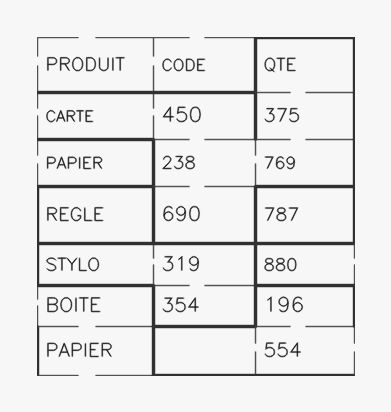 PRODUIT CODE QTE
CARTE 450 375
PAPIER 238 769
REGLE 690 787
STYLO 319 880
BOITE 354 196
PAPIER 554